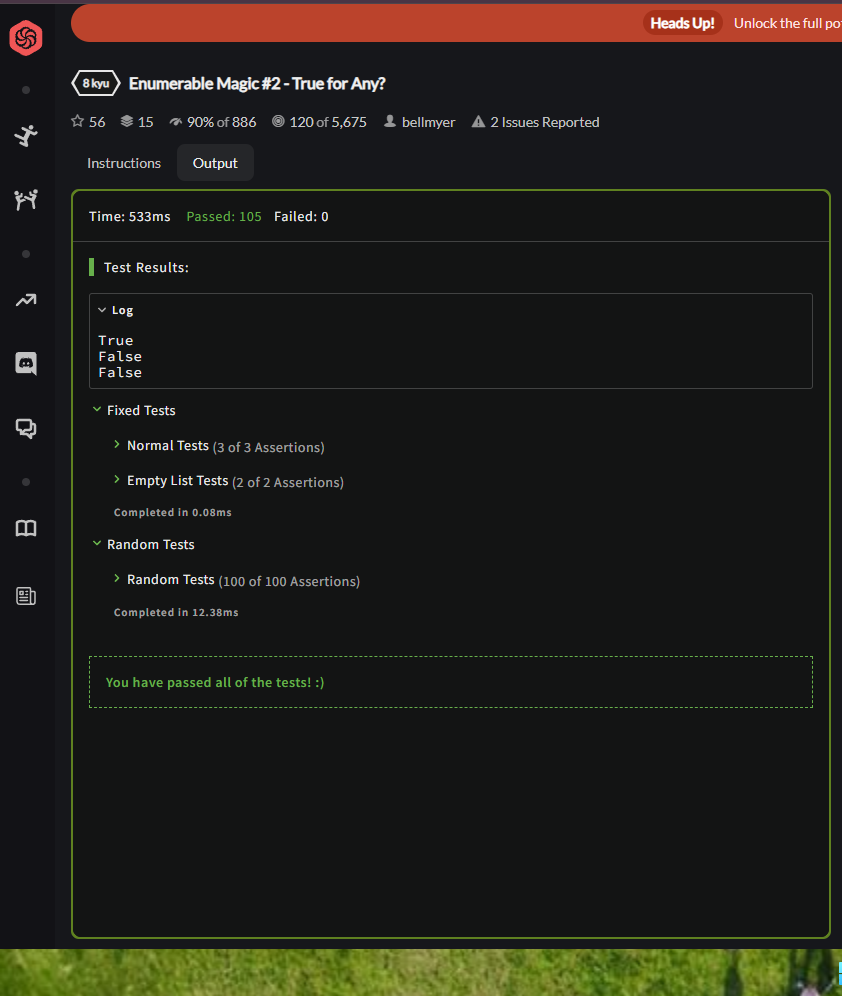 Heads Up! Unlock the full po
8 kyu Enumerable Magic #2 - True for Any?
56 15 90% of 886 120 of 5,675 bellmyer 2 Issues Reported
Instructions Output
Time: 533ms Passed: 105 Failed: 0
Test Results:
Log
True
False
False
Fixed Tests
Normal Tests (3 of 3 Assertions)
Empty List Tests (2 of 2 Assertions)
Completed in 0.08ms
Random Tests
Random Tests (100 of 100 Assertions)
Completed in 12.38ms
You have passed all of the tests! :)